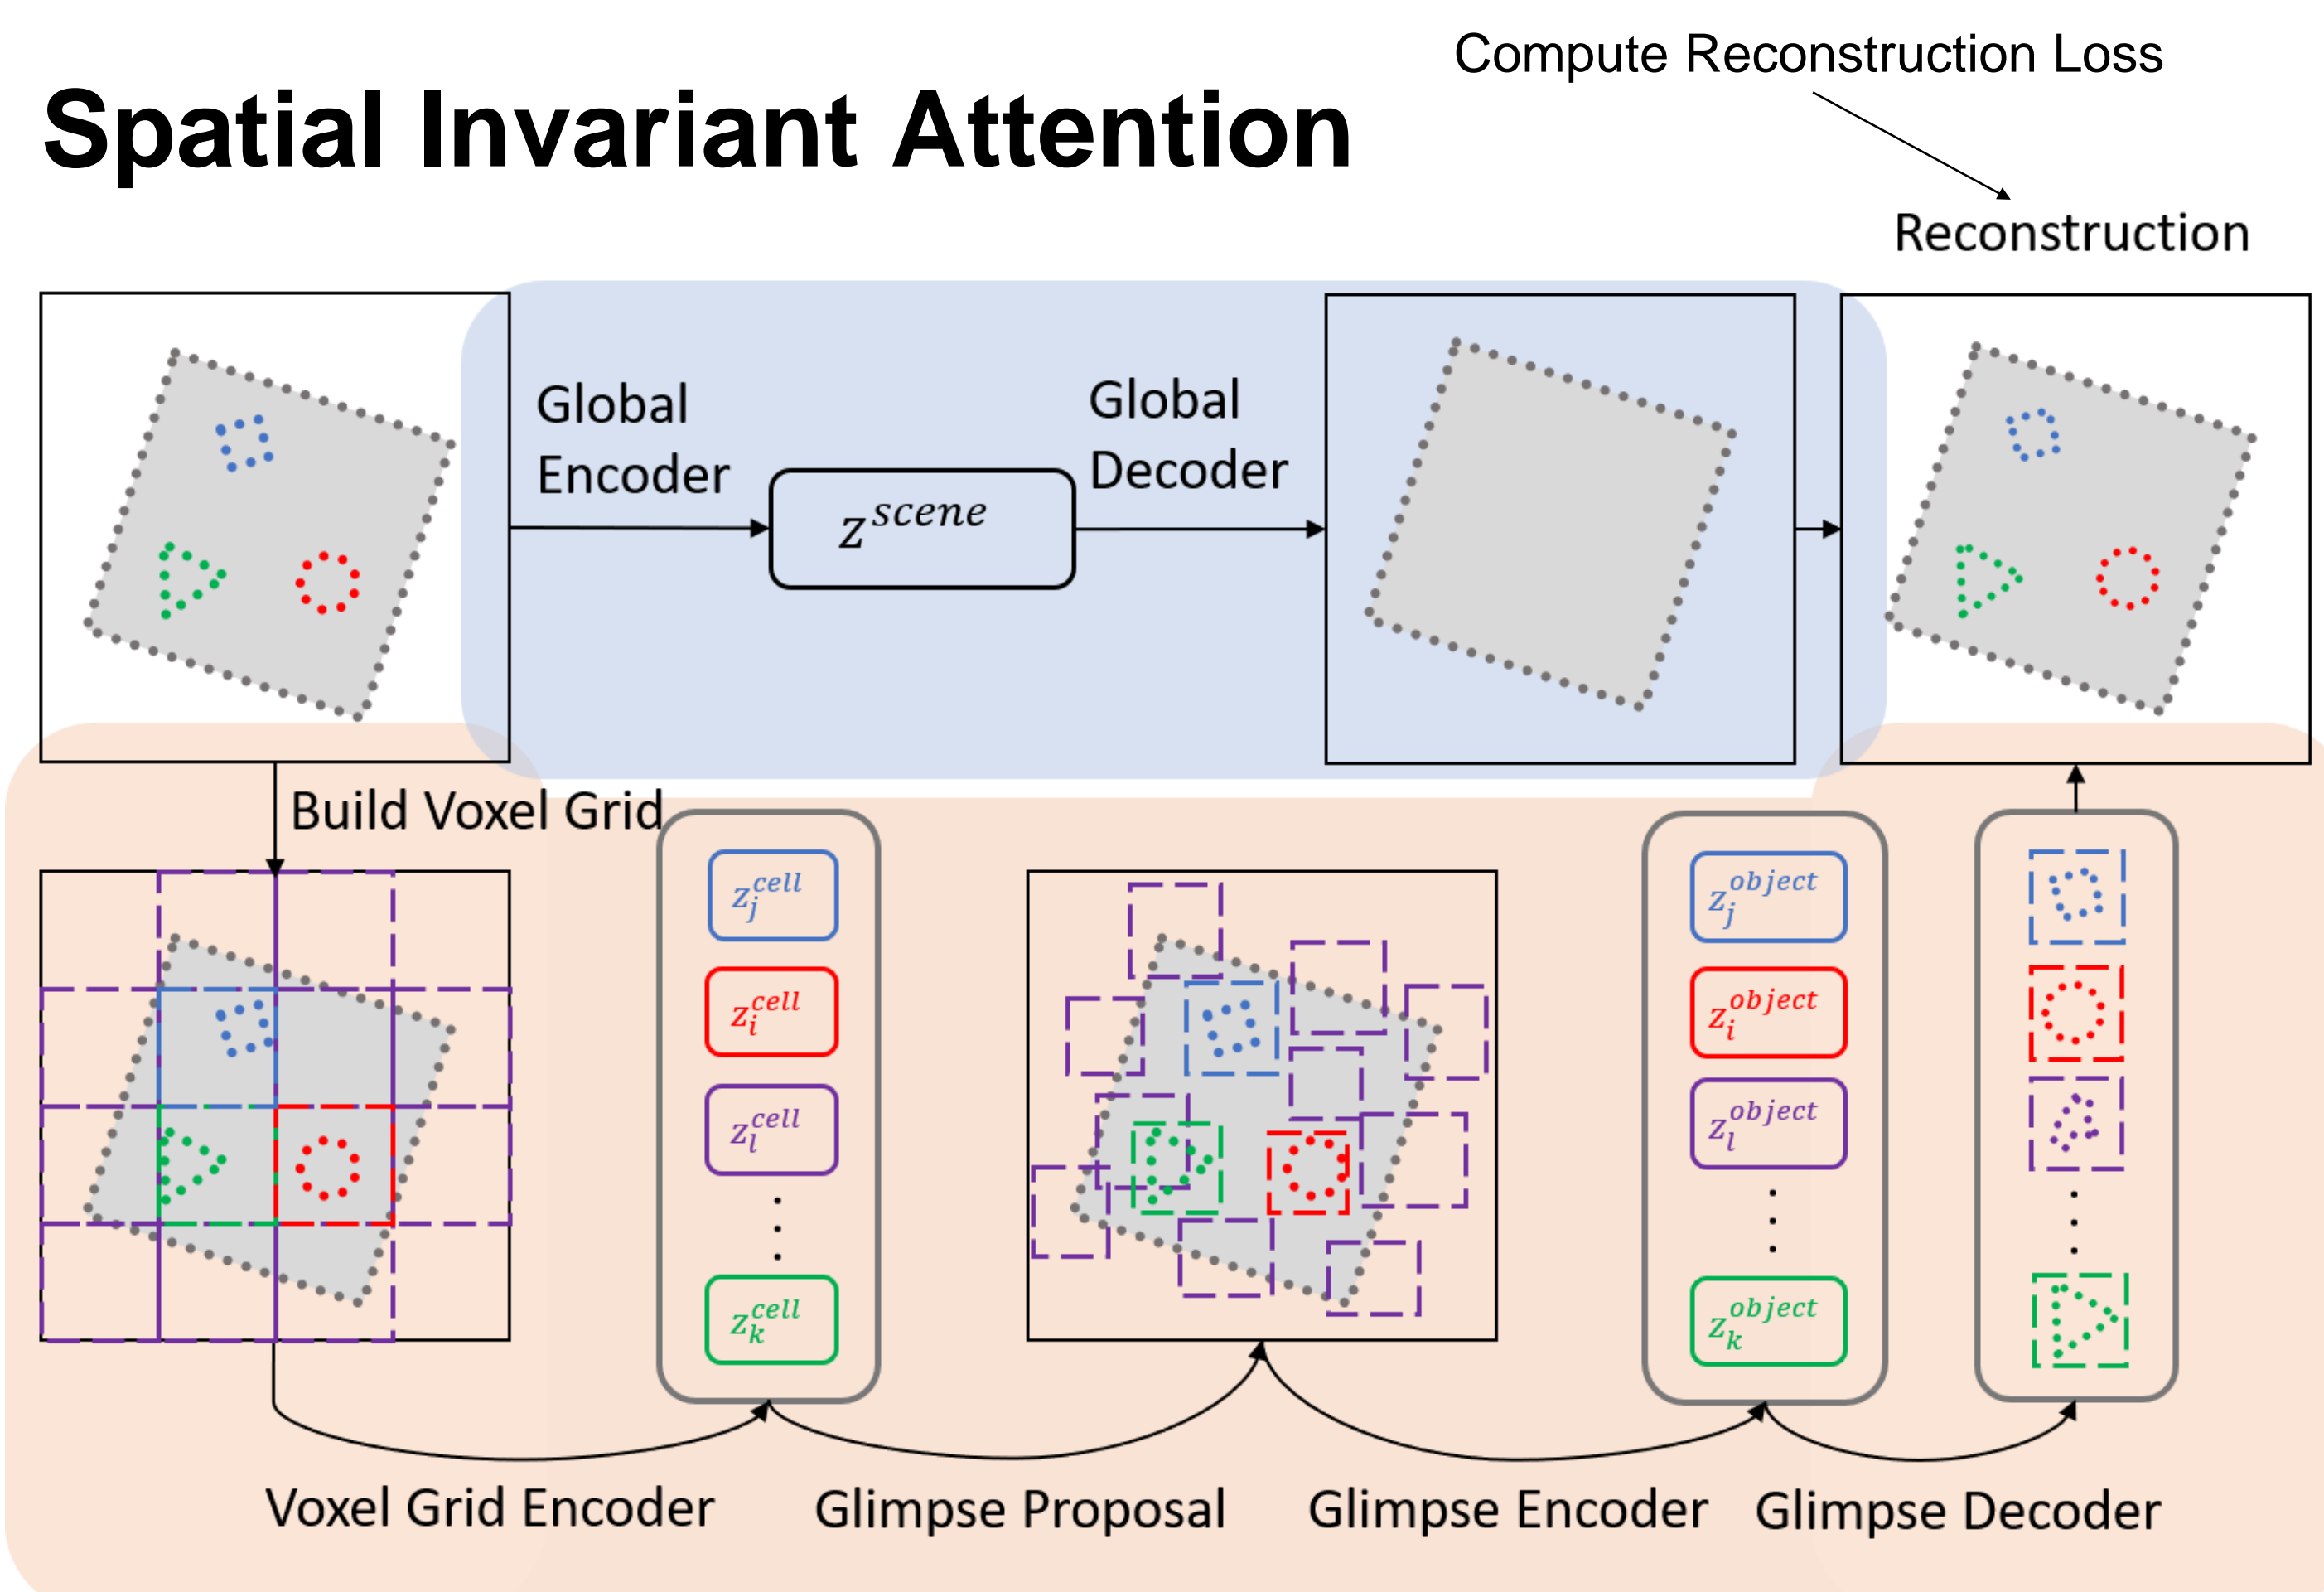 Compute Reconstruction Loss
Spatial Invariant Attention
Reconstruction
Global
Encoder
z^scene
Global
Decoder
Build Voxel Grid
z_j^cell
z_i^cell
z_l^cell
z_k^cell
z_j^object
z_i^object
z_l^object
z_k^object
Voxel Grid Encoder
Glimpse Proposal
Glimpse Encoder
Glimpse Decoder